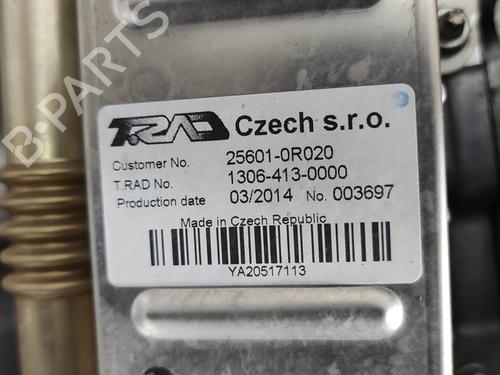 T.RAD Czech s.r.o.
Customer No. 25601-0R020
T.RAD No. 1306-413-0000
Production date 03/2014 No. 003697
Made in Czech Republic
YA20517113
B-PARTS